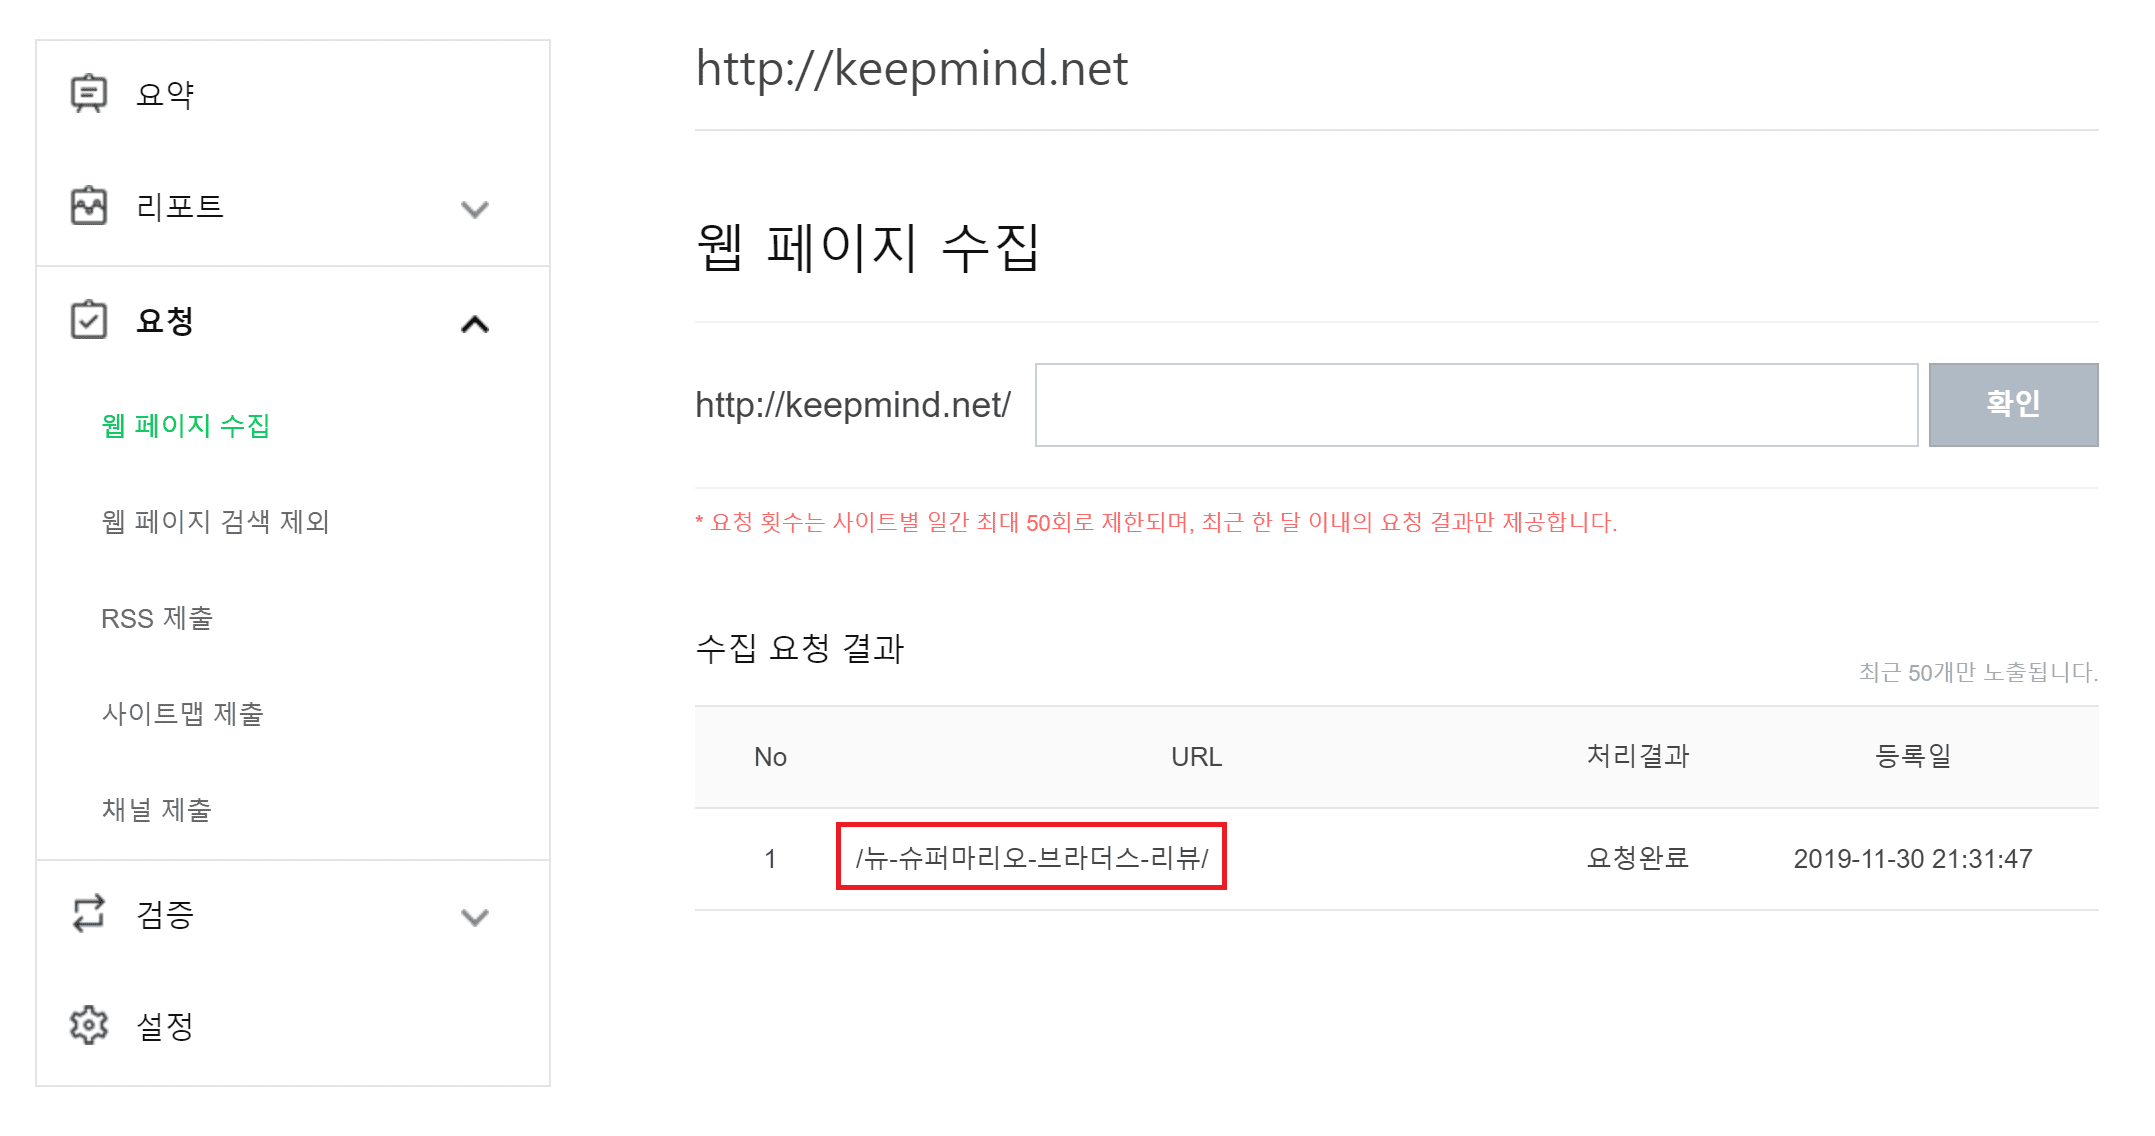 요약
리포트
요청
웹 페이지 수집
웹 페이지 검색 제외
RSS 제출
사이트맵 제출
채널 제출
검증
설정
http://keepmind.net
웹 페이지 수집
http://keepmind.net/
확인
* 요청 횟수는 사이트별 일간 최대 50회로 제한되며, 최근 한 달 이내의 요청 결과만 제공합니다.
수집 요청 결과
최근 50개만 노출됩니다.
No URL 처리결과 등록일
1 /뉴-슈퍼마리오-브라더스-리뷰/ 요청완료 2019-11-30 21:31:47